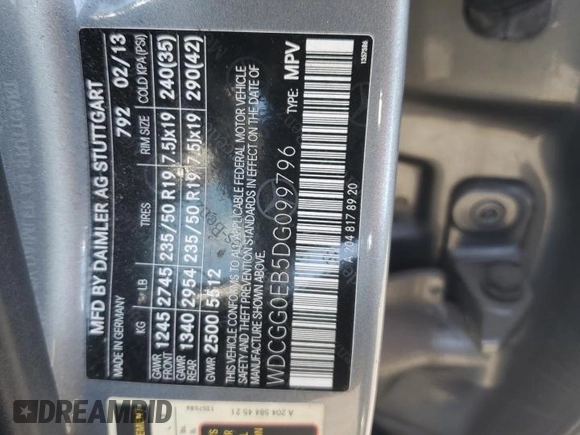 MFD BY DAIMLER AG STUTTGART
MADE IN GERMANY 792 02/13
KG LB TIRES RIM SIZE COLD KPA (PSI)
GAWR FRONT 1245 2745 235/50 R19 7.5Jx19 240(35)
GAWR REAR 1340 2954 235/50 R19 7.5Jx19 290(42)
GVWR 2500 5512
THIS VEHICLE CONFORMS TO ALL APPLICABLE FEDERAL MOTOR VEHICLE
SAFETY AND THEFT PREVENTION STANDARDS IN EFFECT ON THE DATE OF
MANUFACTURE SHOWN ABOVE.
TYPE: MPV
WDCGG0EB5DG099796
A 204 817 89 20
1357586
A 204 584 45 21
DREAMBID